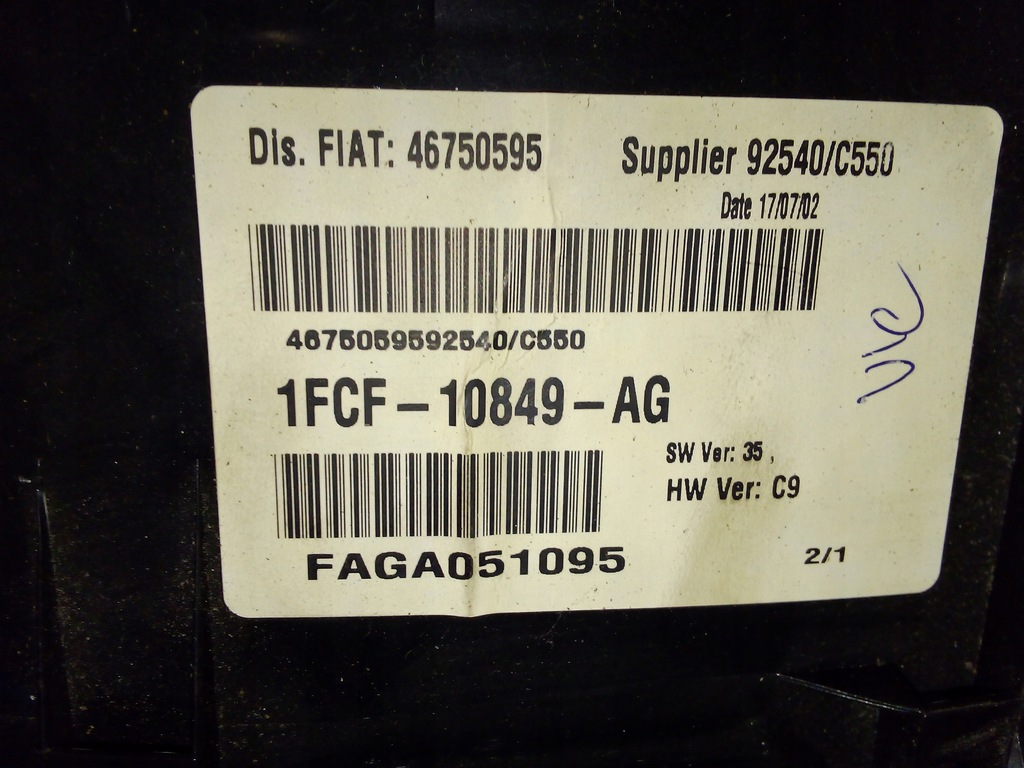 Dis. FIAT: 46750595 Supplier 92540/C550
Date 17/07/02
4675059592540/C550
1FCF-10849-AG
SW Ver: 35 ,
HW Ver: C9
FAGA051095
2/1